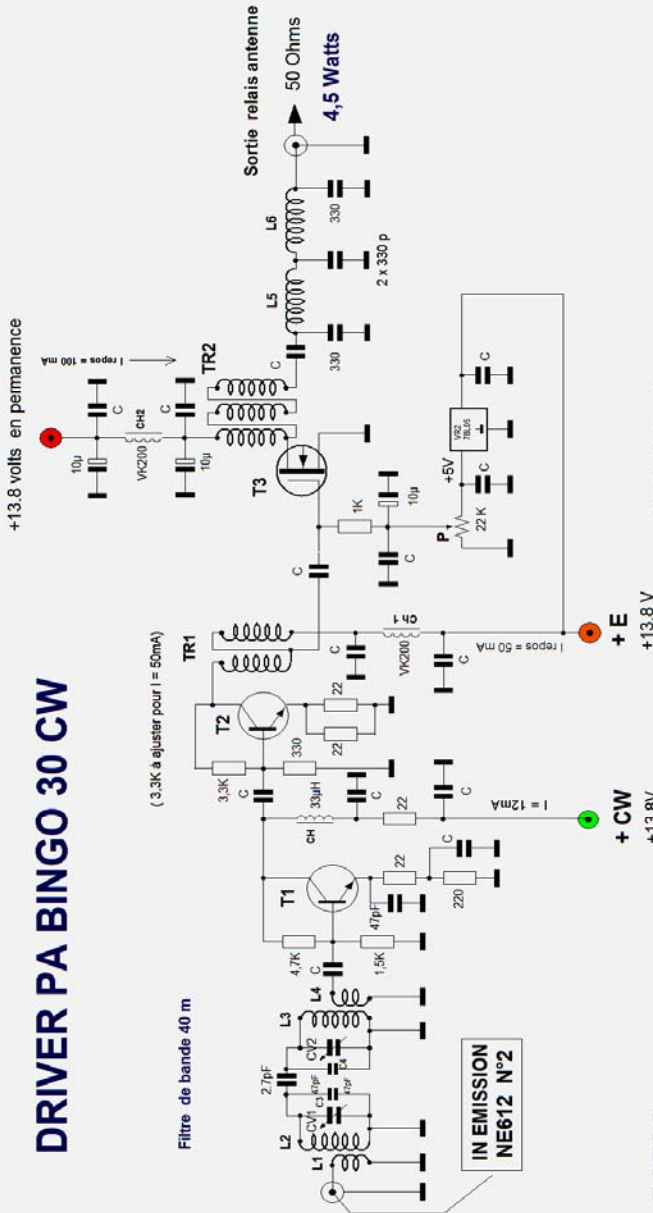 DRIVER PA BINGO 30 CW
Filtre de bande 40 m
( 3,3K à ajuster pour I = 50mA)
+13.8 volts en permanence
I repos = 100 mA
10µ
C
CH2
VK200
10µ
C
TR2
Sortie relais antenne
50 Ohms
4,5 Watts
L5
L6
C
330
2 x 330 p
330
T3
TR1
C
1K
10µ
C
P
22 K
+5V
VR2
78L05
C
C
T2
3,3K
C
330
22
22
C
Ch 1
VK200
C
I repos = 50 mA
+ E
+13.8 V
T1
4,7K
C
1,5K
47pF
22
220
C
33µH
CH
C
22
C
I = 12mA
+ CW
+13.8V
L1
L2
L3
L4
2.7pF
CV1
C3
47pF
47pF
C4
CV2
IN EMISSION
NE612 N°2